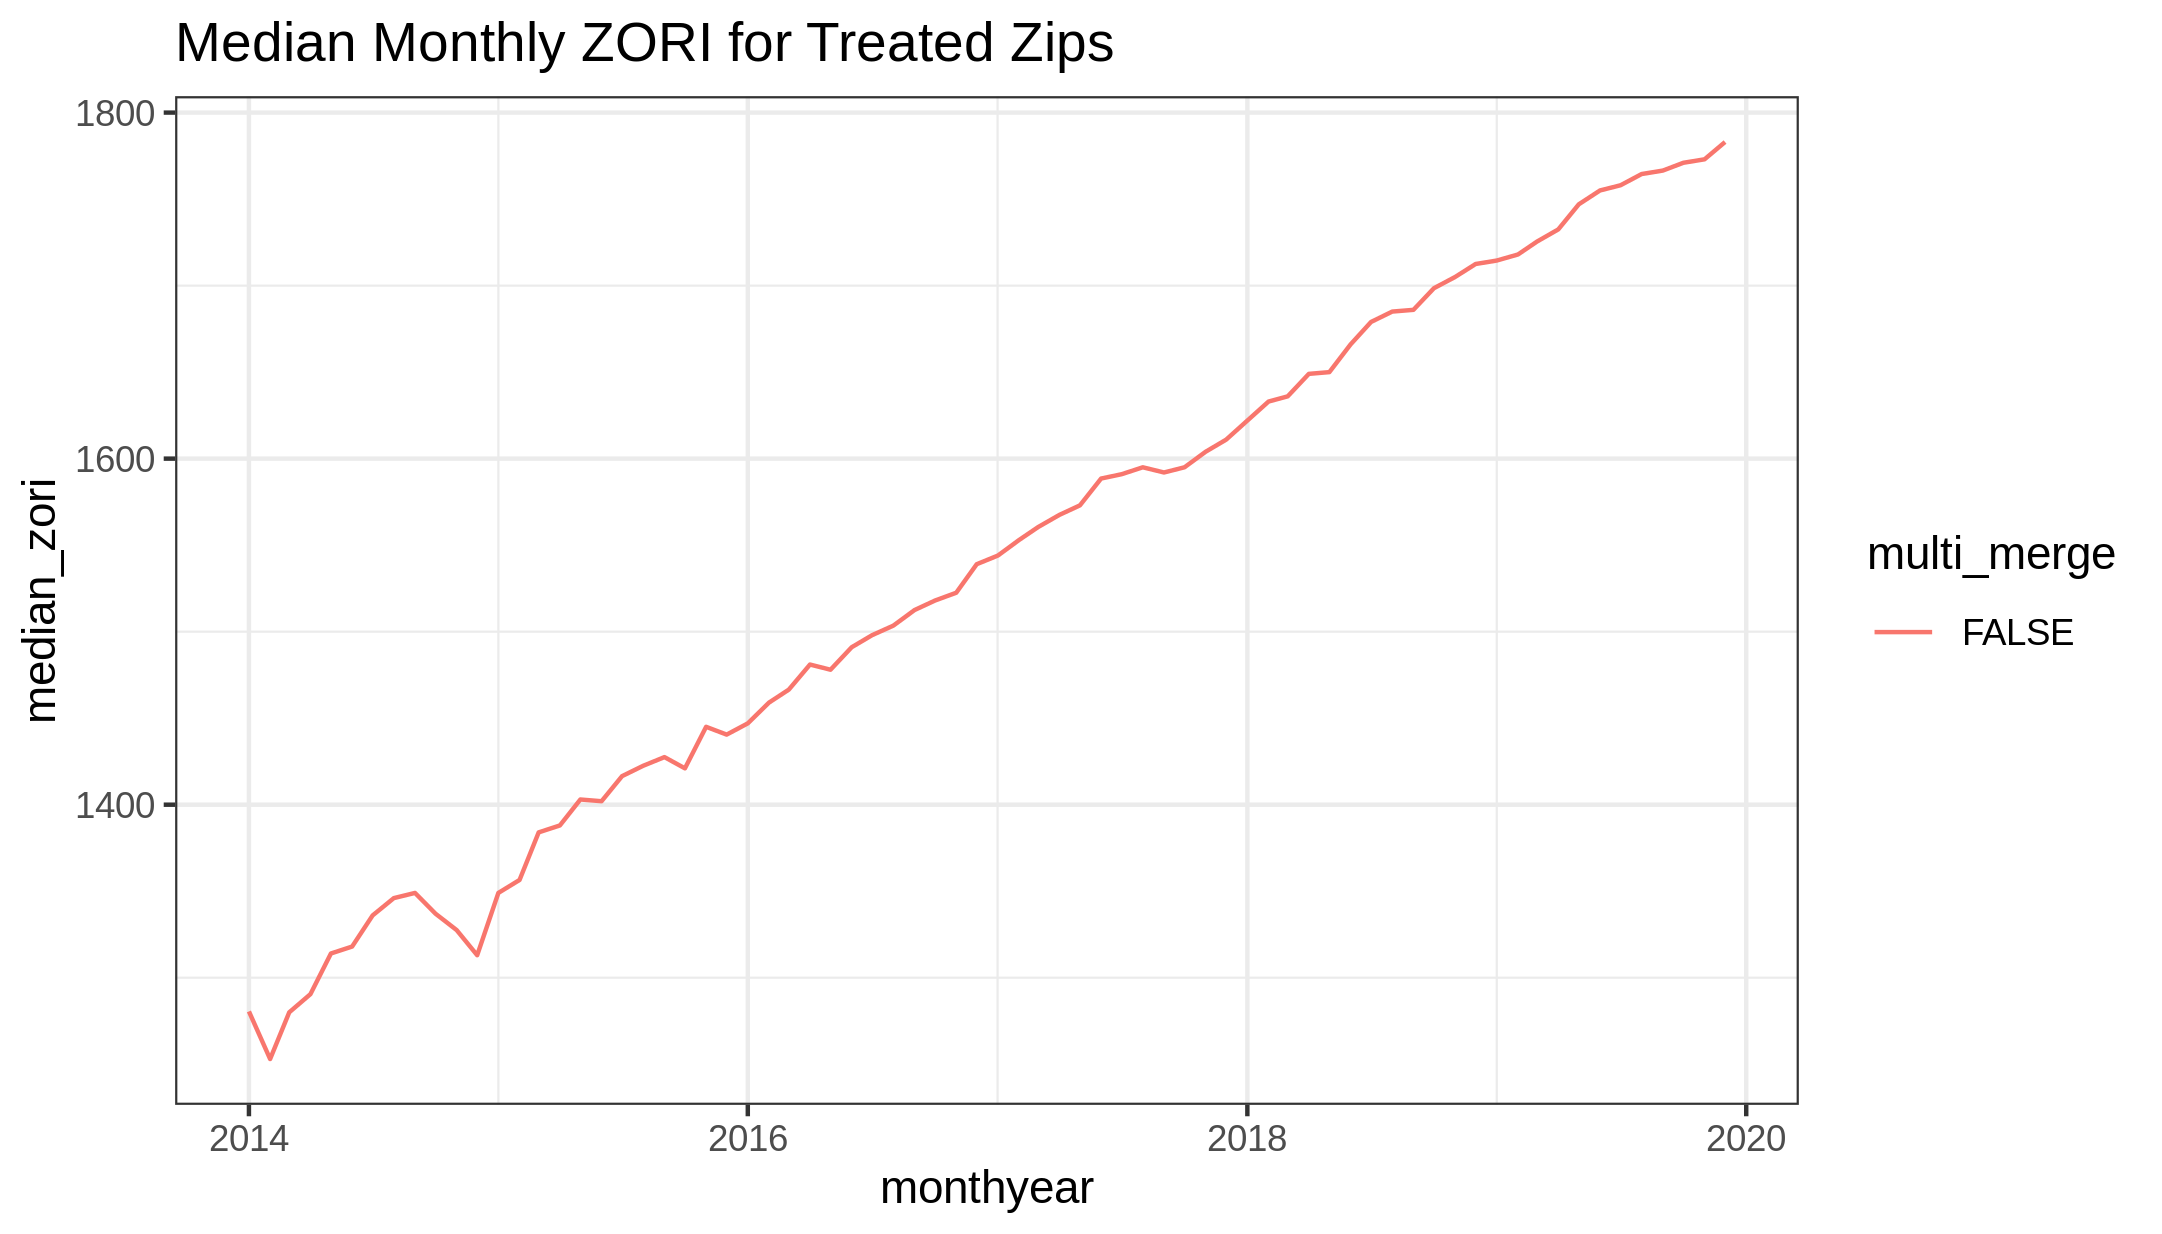 Median Monthly ZORI for Treated Zips
1800
1600
1400
median_zori
2014 2016 2018 2020
monthyear
multi_merge
FALSE